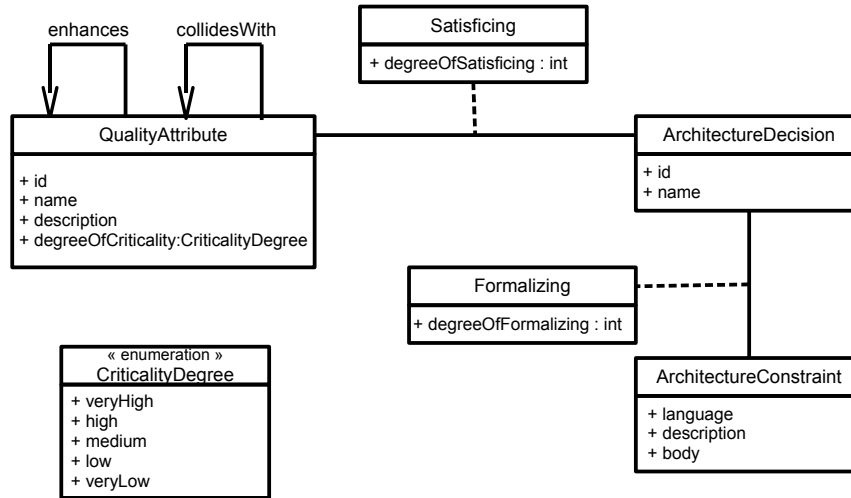 enhances
collidesWith
Satisficing
+ degreeOfSatisficing : int
QualityAttribute
+ id
+ name
+ description
+ degreeOfCriticality:CriticalityDegree
ArchitectureDecision
+ id
+ name
Formalizing
+ degreeOfFormalizing : int
« enumeration »
CriticalityDegree
+ veryHigh
+ high
+ medium
+ low
+ veryLow
ArchitectureConstraint
+ language
+ description
+ body